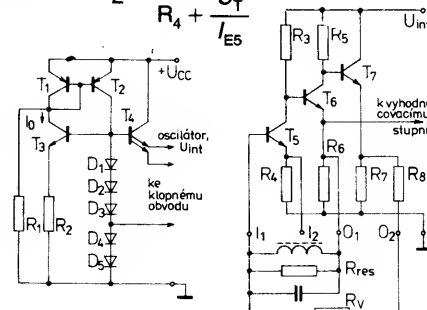 2
R4 + UT
IE5
Uint
R3
R5
T7
T1
T2
+UCC
T6
k vyhodno
covacímu
stupni
I0
T4
T3
oscilátor,
Uint
T5
R6
D1
D2
ke
klopnému
obvodu
D3
R4
R7
R8
R1
R2
D4
I1
I2
O1
O2
D5
Rres
RV